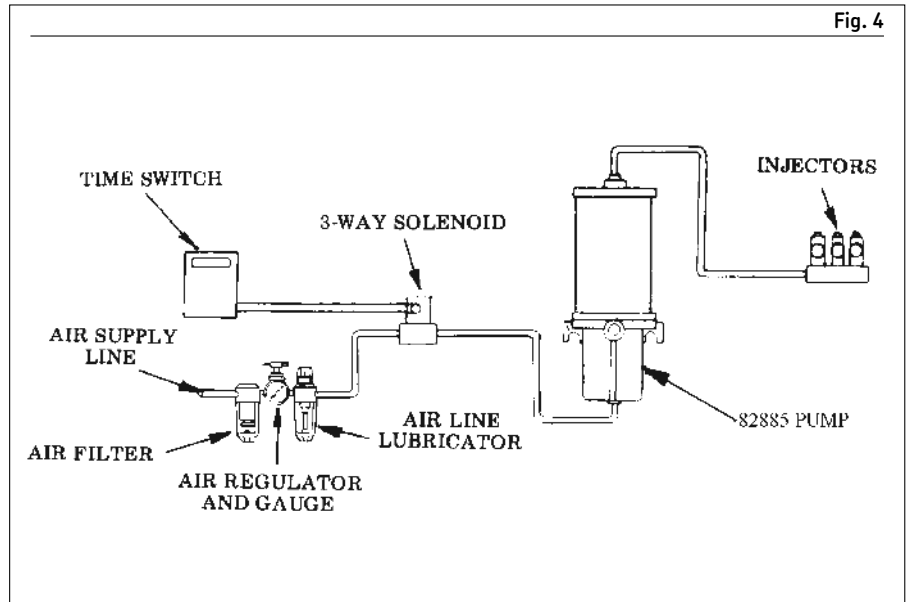 Fig. 4
TIME SWITCH
3-WAY SOLENOID
INJECTORS
AIR SUPPLY
LINE
AIR FILTER
AIR REGULATOR
AND GAUGE
AIR LINE
LUBRICATOR
82885 PUMP